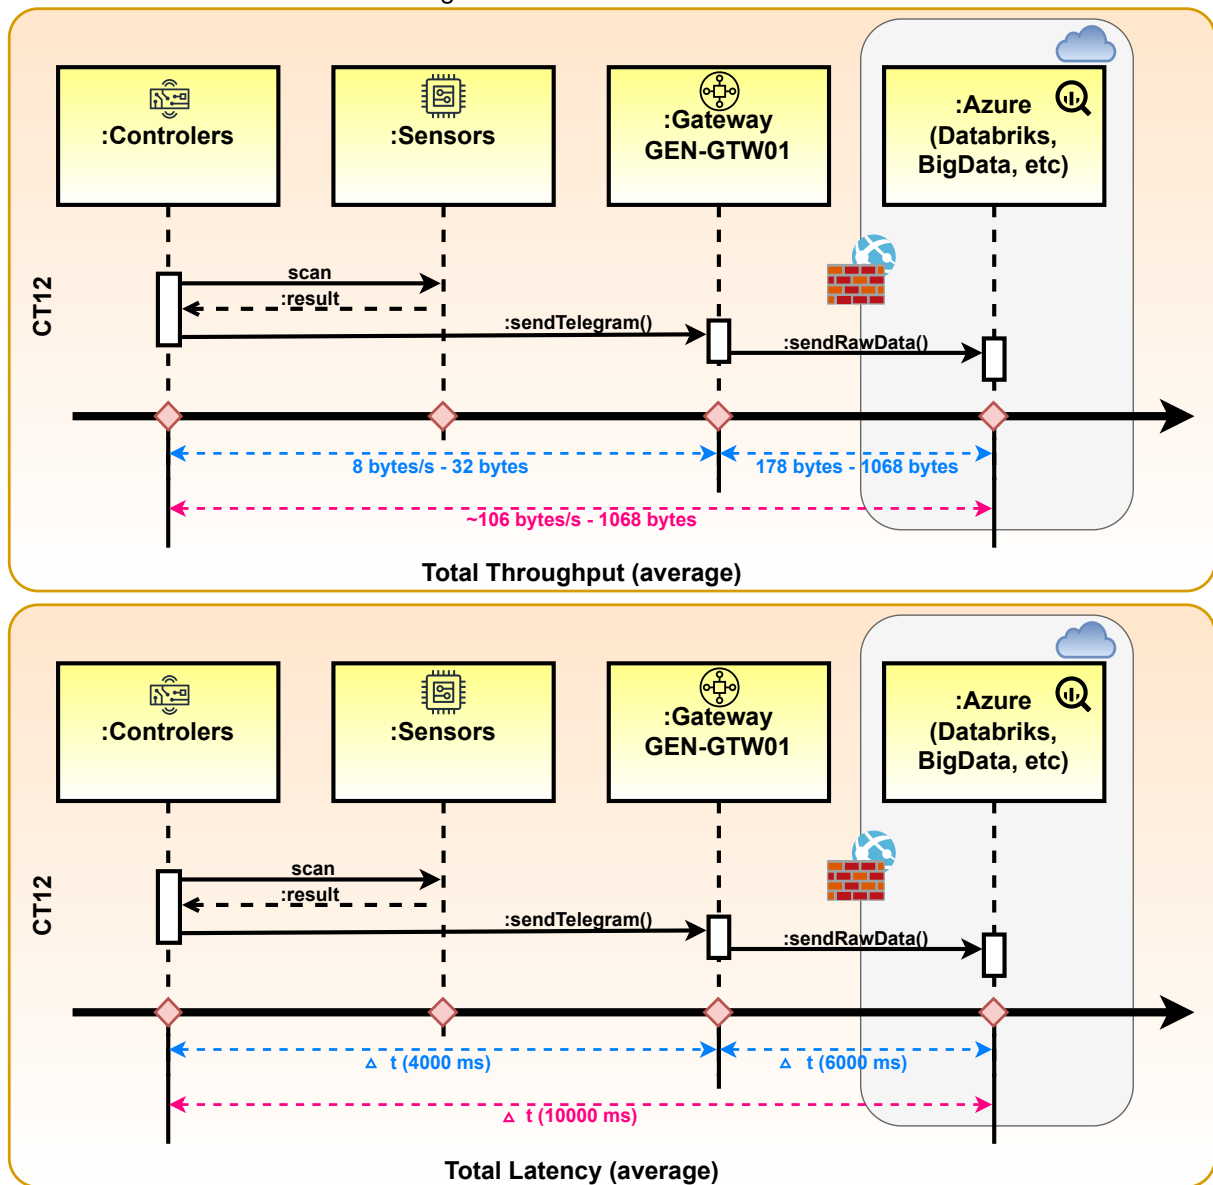 :Controlers
:Sensors
:Gateway
GEN-GTW01
:Azure
(Databriks,
BigData, etc)
CT12
scan
:result
:sendTelegram()
:sendRawData()
8 bytes/s - 32 bytes
178 bytes - 1068 bytes
~106 bytes/s - 1068 bytes
Total Throughput (average)
:Controlers
:Sensors
:Gateway
GEN-GTW01
:Azure
(Databriks,
BigData, etc)
CT12
scan
:result
:sendTelegram()
:sendRawData()
Δ t (4000 ms)
Δ t (6000 ms)
Δ t (10000 ms)
Total Latency (average)